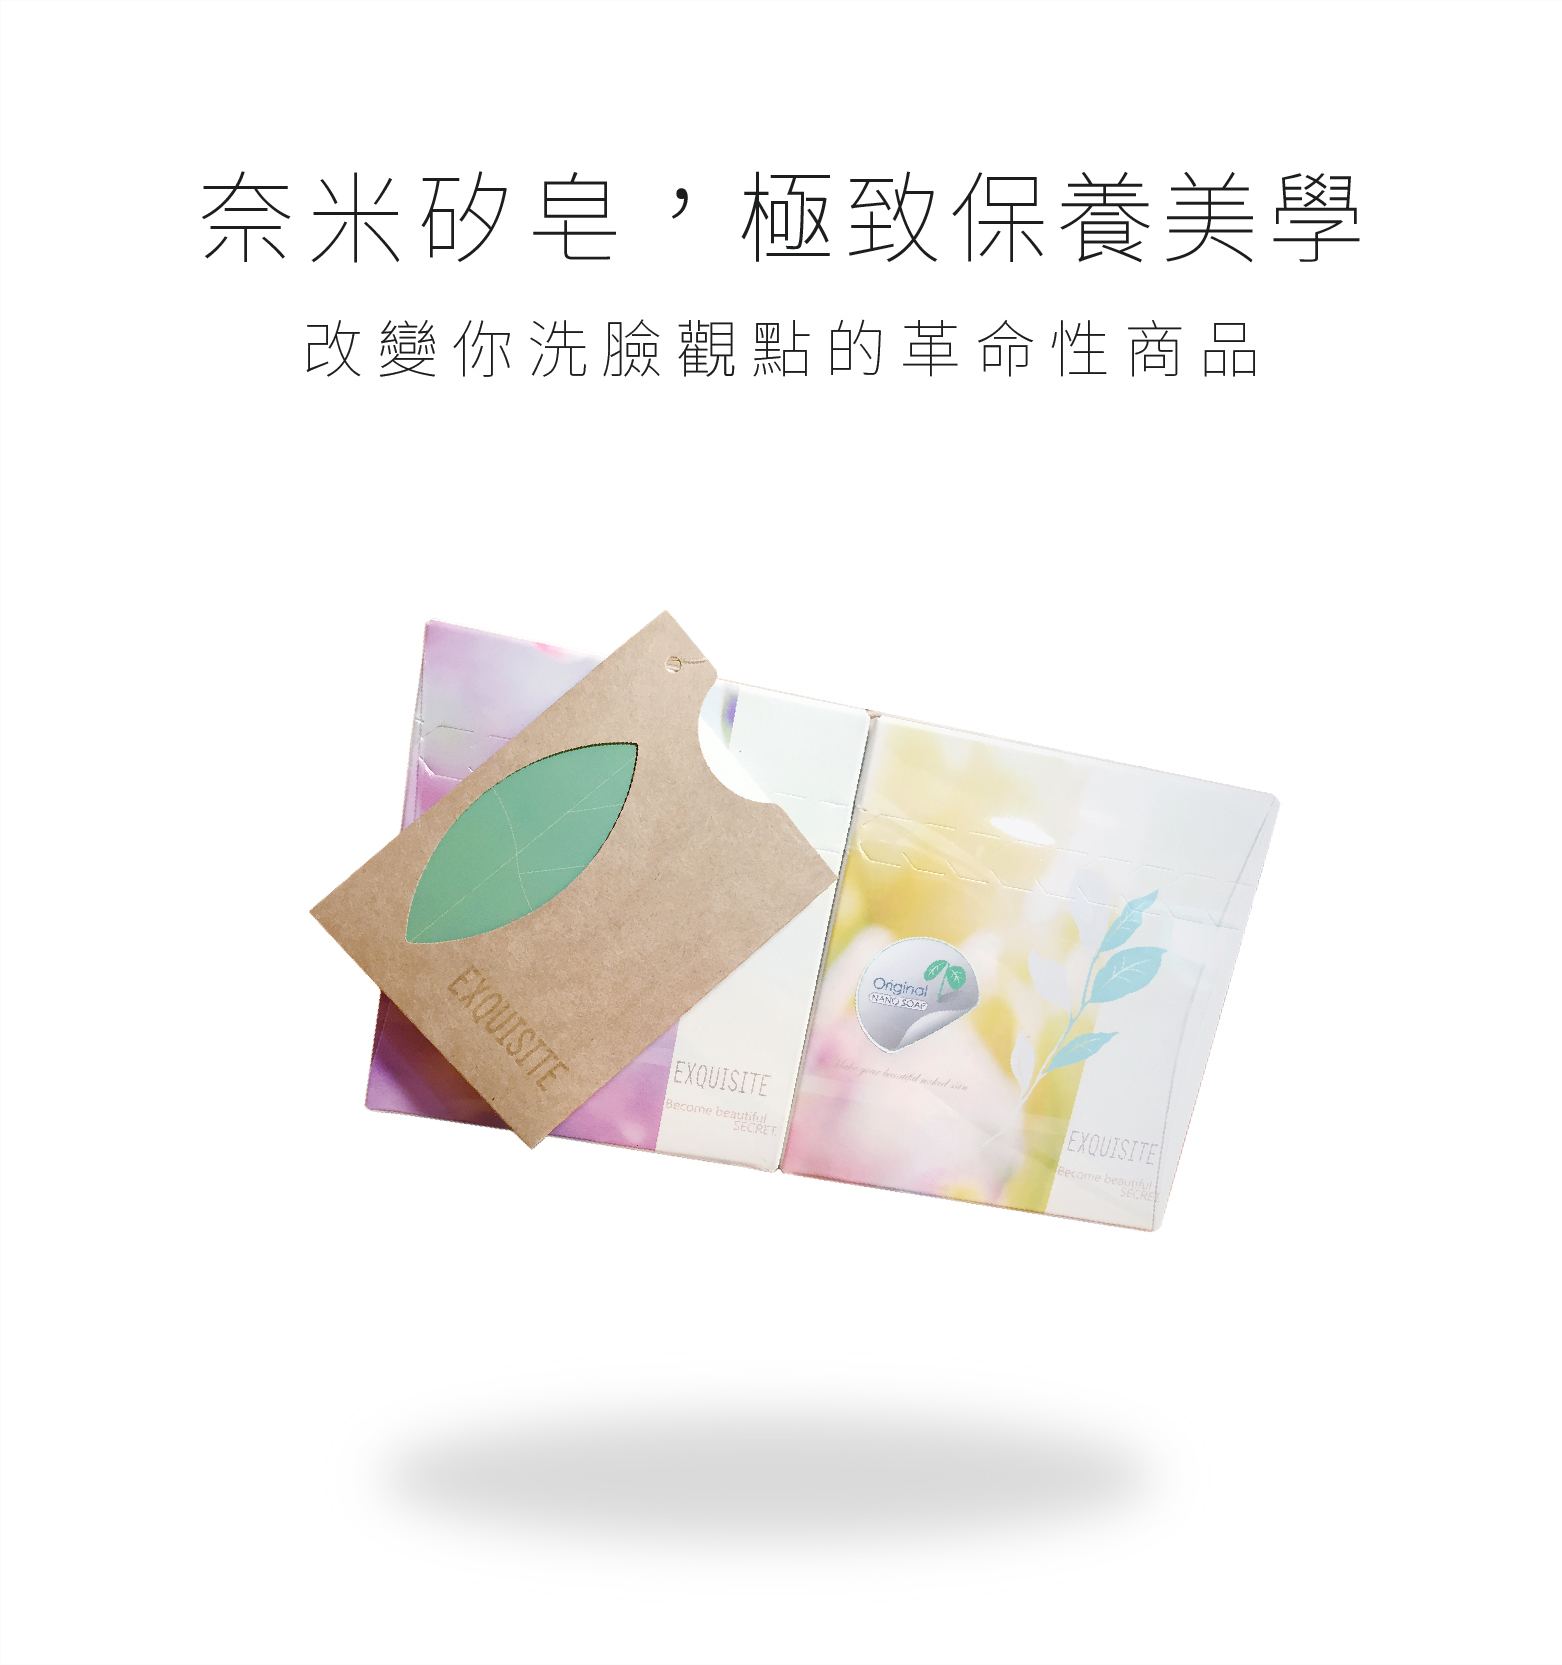 奈米矽皂，極致保養美學
改變你洗臉觀點的革命性商品
EXQUISITE
EXQUISITE
Become beautiful
SECRET
Original
NANO SOAP
Make your beautiful naked skin
EXQUISITE
Become beautiful
SECRET